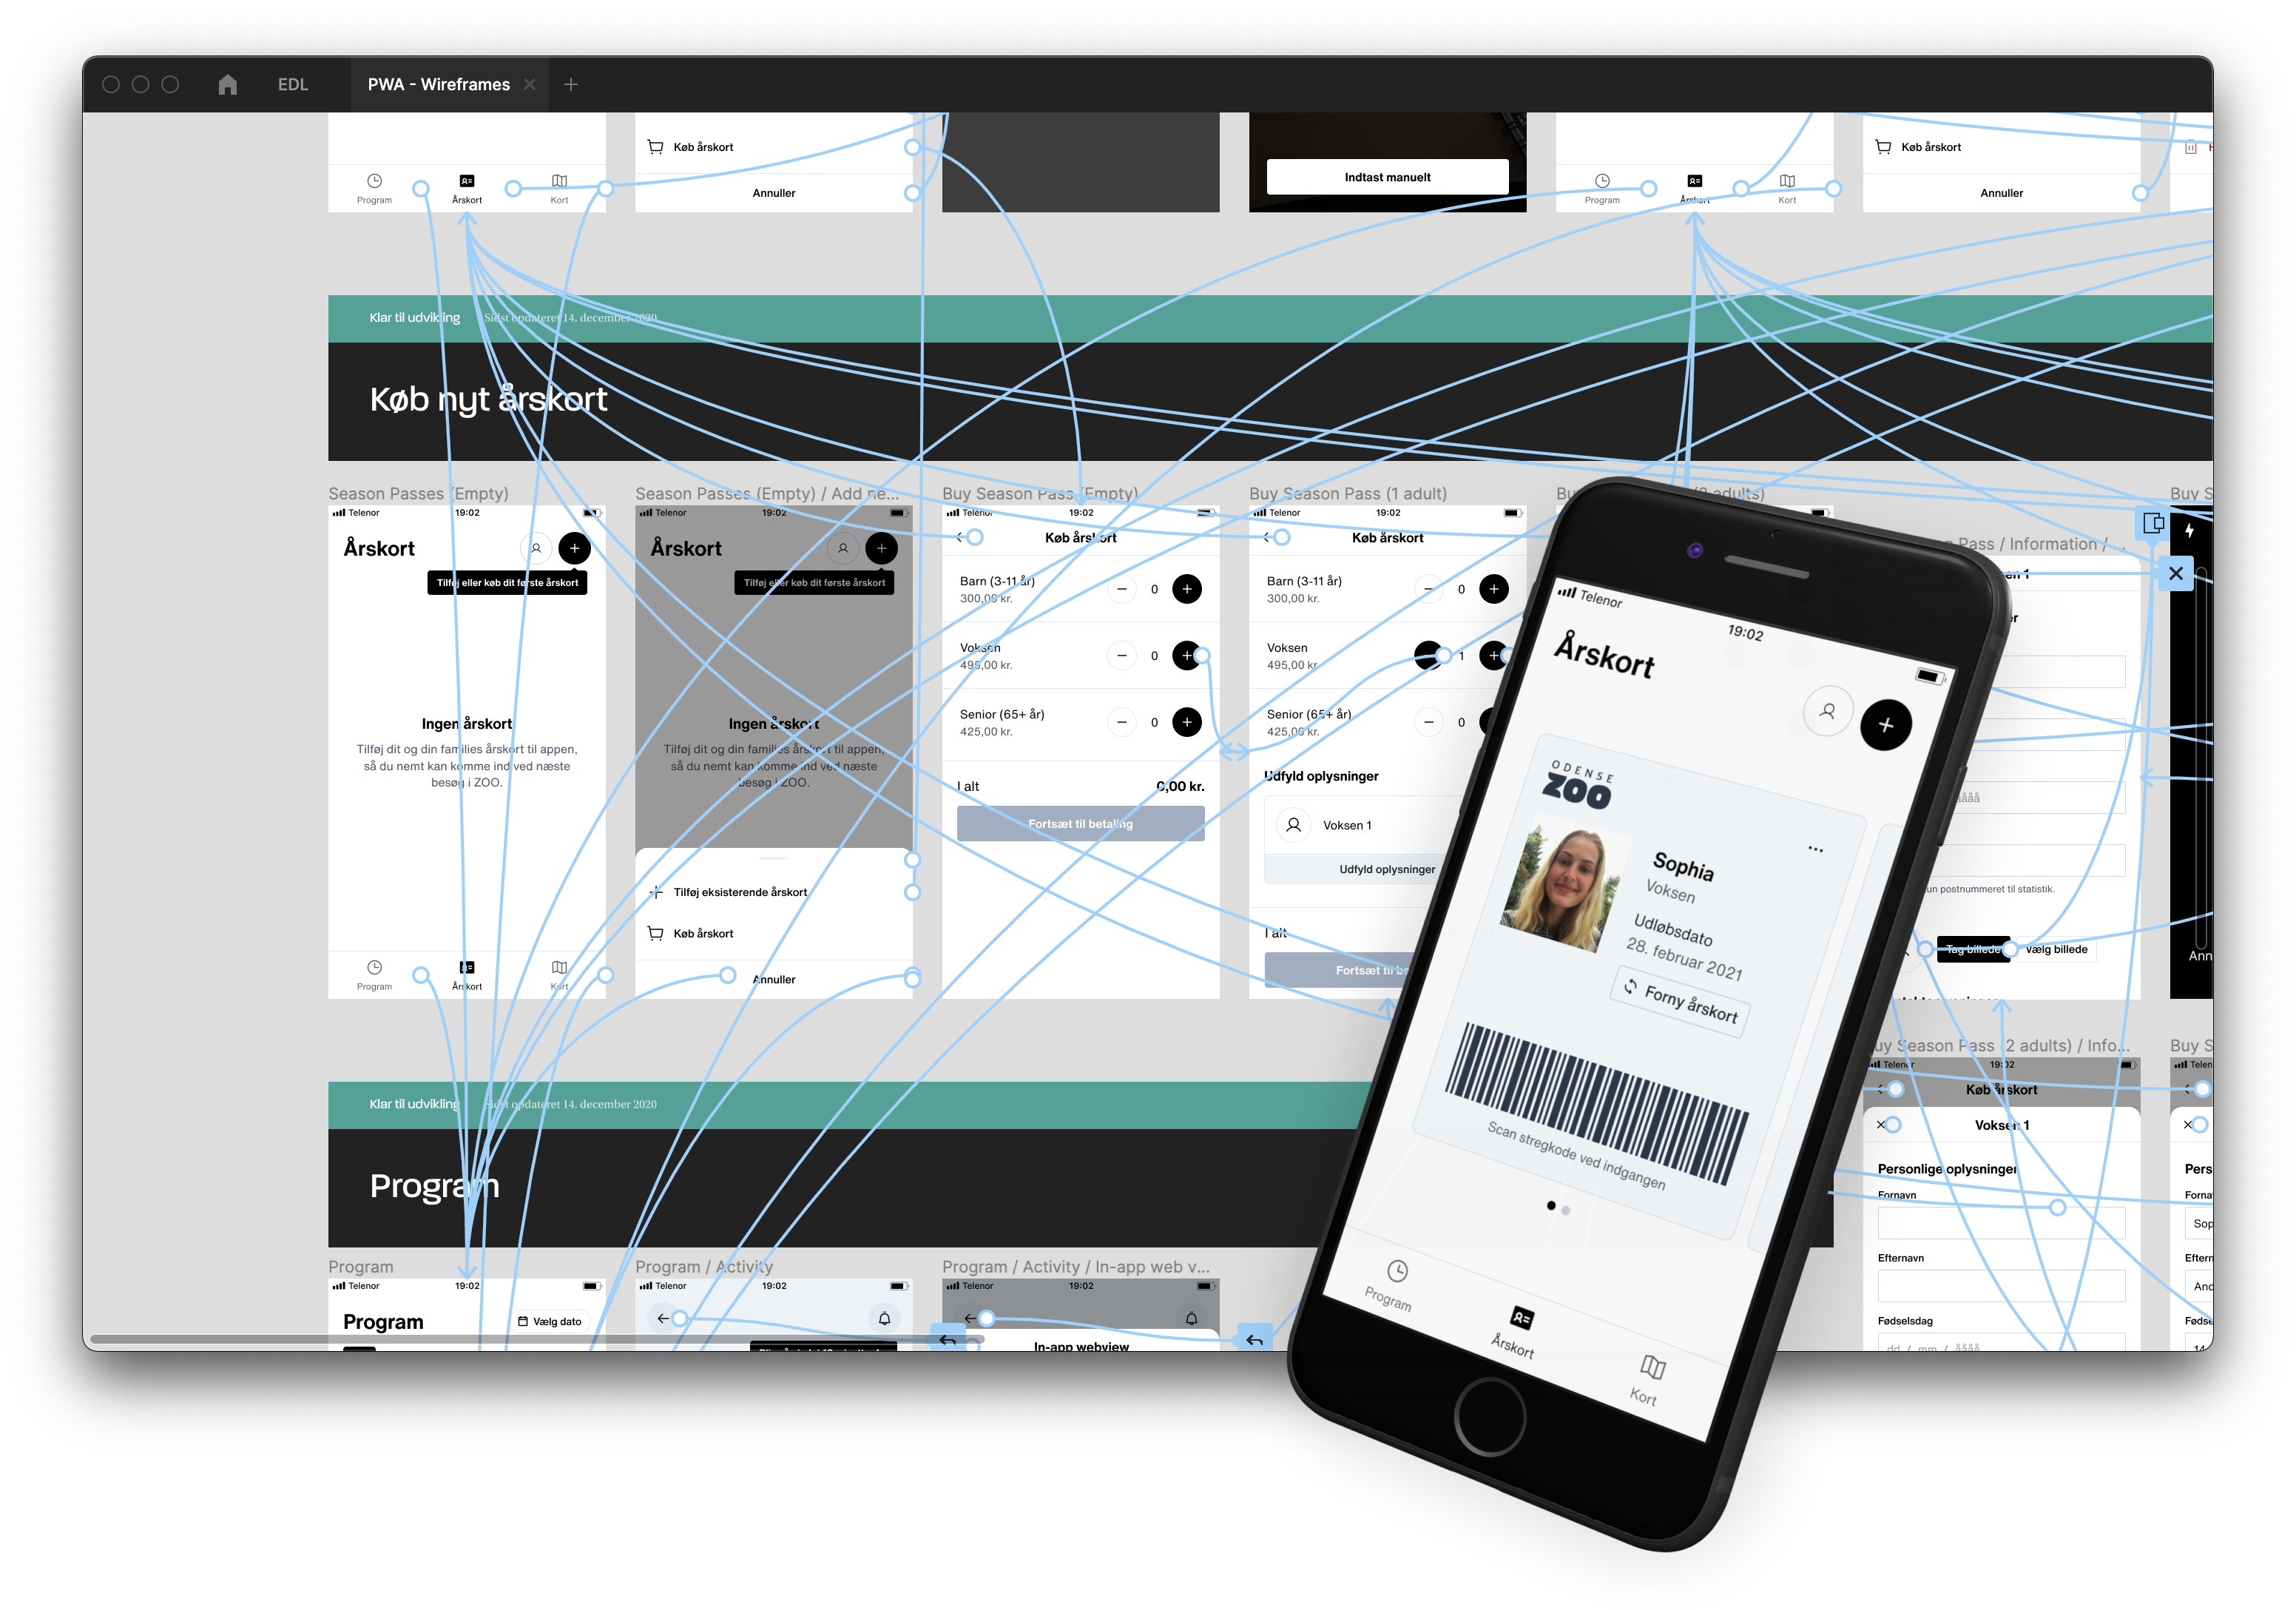 EDL
PWA - Wireframes
Program
Årskort
Kort
Køb årskort
Annuller
Indtast manuelt
Program
Årskort
Kort
Køb årskort
Annuller
Klar til udvikling
Sidst opdateret 14. december 2020
Køb nyt årskort
Season Passes (Empty)
Telenor
19:02
Årskort
Tilføj eller køb dit første årskort
Ingen årskort
Tilføj dit og din families årskort til appen,
så du nemt kan komme ind ved næste
besøg i ZOO.
Program
Årskort
Kort
Season Passes (Empty) / Add ne...
Telenor
19:02
Årskort
Tilføj eller køb dit første årskort
Ingen årskort
Tilføj dit og din families årskort til appen,
så du nemt kan komme ind ved næste
besøg i ZOO.
Tilføj eksisterende årskort
Køb årskort
Annuller
Buy Season Pass (Empty)
Telenor
19:02
Køb årskort
Barn (3-11 år)
300,00 kr.
0
Voksen
495,00 kr.
0
Senior (65+ år)
425,00 kr.
0
I alt
0,00 kr.
Fortsæt til betaling
Buy Season Pass (1 adult)
Telenor
19:02
Køb årskort
Barn (3-11 år)
300,00 kr.
0
Voksen
495,00 kr.
1
Senior (65+ år)
425,00 kr.
0
Udfyld oplysninger
Voksen 1
Udfyld oplysninger
I alt
Pass / Information / ...
postnummeret til statistik.
Tag billede
Vælg billede
Buy S
Ann
Telenor
19:02
Årskort
ODENSE
ZOO
Sophia
Voksen
Udløbsdato
28. februar 2021
Forny årskort
Scan stregkode ved indgangen
Program
Årskort
Kort
Buy Season Pass (2 adults) / Info...
Telenor
19:02
Køb årskort
Voksen 1
Personlige oplysninger
Fornavn
Efternavn
Fødselsdag
dd / mm / åååå
Buy S
Klar til udvikling
Sidst opdateret 14. december 2020
Program
Program
Telenor
19:02
Program
Vælg dato
Program / Activity
Telenor
19:02
Program / Activity / In-app web v...
Telenor
19:02
In-app webview